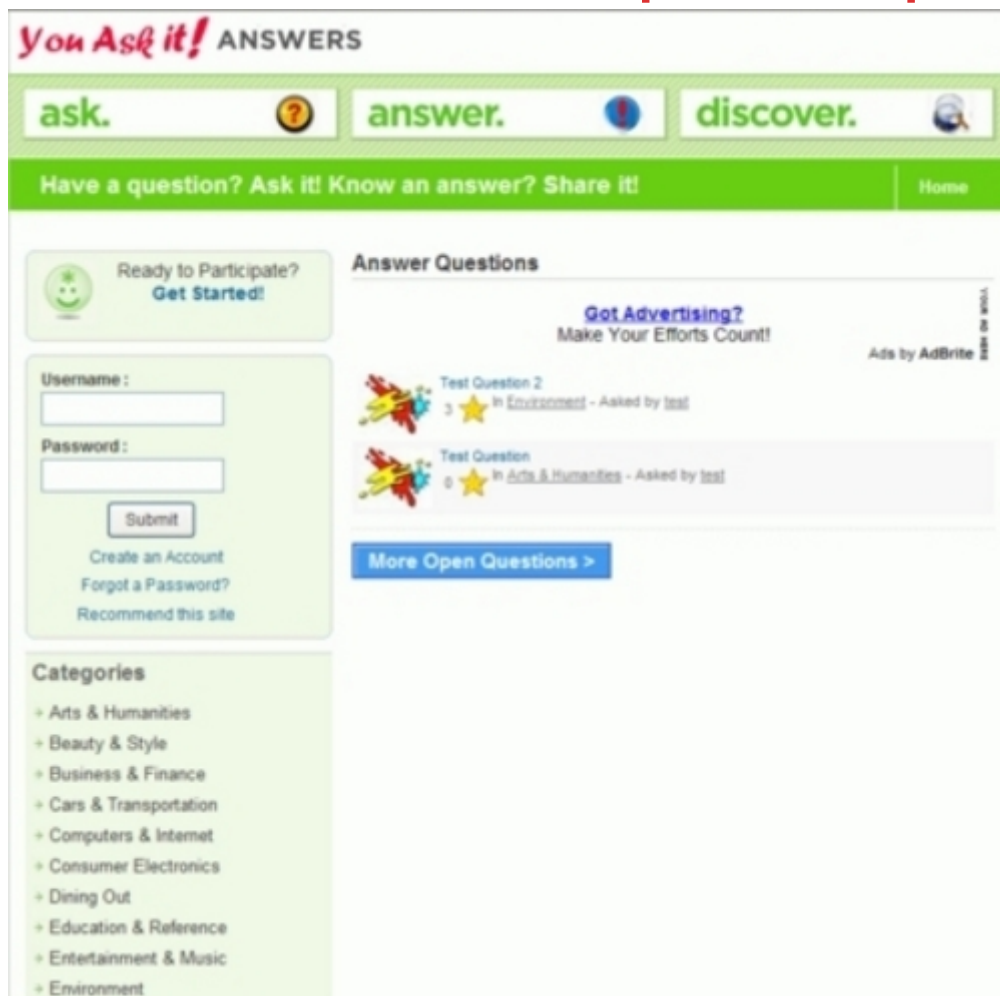 You Ask it! ANSWERS
ask.
answer.
discover.
Have a question? Ask it! Know an answer? Share it!
Home
Ready to Participate?
Get Started!
Username :
Password :
Submit
Create an Account
Forgot a Password?
Recommend this site
Categories
Arts & Humanities
Beauty & Style
Business & Finance
Cars & Transportation
Computers & Internet
Consumer Electronics
Dining Out
Education & Reference
Entertainment & Music
Environment
Answer Questions
Got Advertising?
Make Your Efforts Count!
YOUR AD HERE
Ads by AdBrite
Test Question 2
3 In Environment - Asked by test
Test Question
0 In Arts & Humanities - Asked by test
More Open Questions >